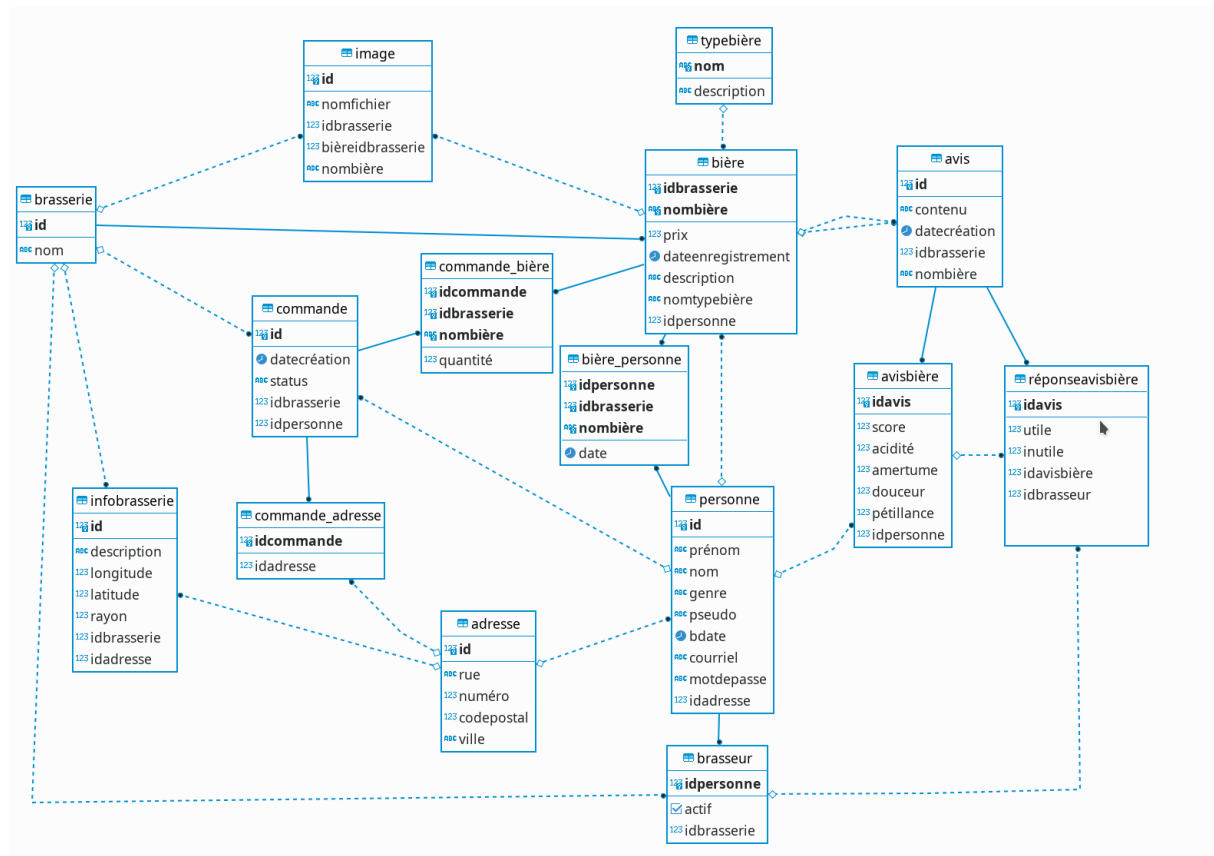 image
id
nomfichier
idbrasserie
bièreidbrasserie
nombière
typebière
nom
description
brasserie
id
nom
bière
idbrasserie
nombière
prix
dateenregistrement
description
nomtypebière
idpersonne
avis
id
contenu
datecréation
idbrasserie
nombière
commande_bière
idcommande
idbrasserie
nombière
quantité
commande
id
datecréation
status
idbrasserie
idpersonne
bière_personne
idpersonne
idbrasserie
nombière
date
avisbière
idavis
score
acidité
amertume
douceur
pétillance
idpersonne
réponseavisbière
idavis
utile
inutile
idavisbière
idbrasseur
infobrasserie
id
description
longitude
latitude
rayon
idbrasserie
idadresse
commande_adresse
idcommande
idadresse
personne
id
prénom
nom
genre
pseudo
bdate
courriel
motdepasse
idadresse
adresse
id
rue
numéro
codepostal
ville
brasseur
idpersonne
actif
idbrasserie